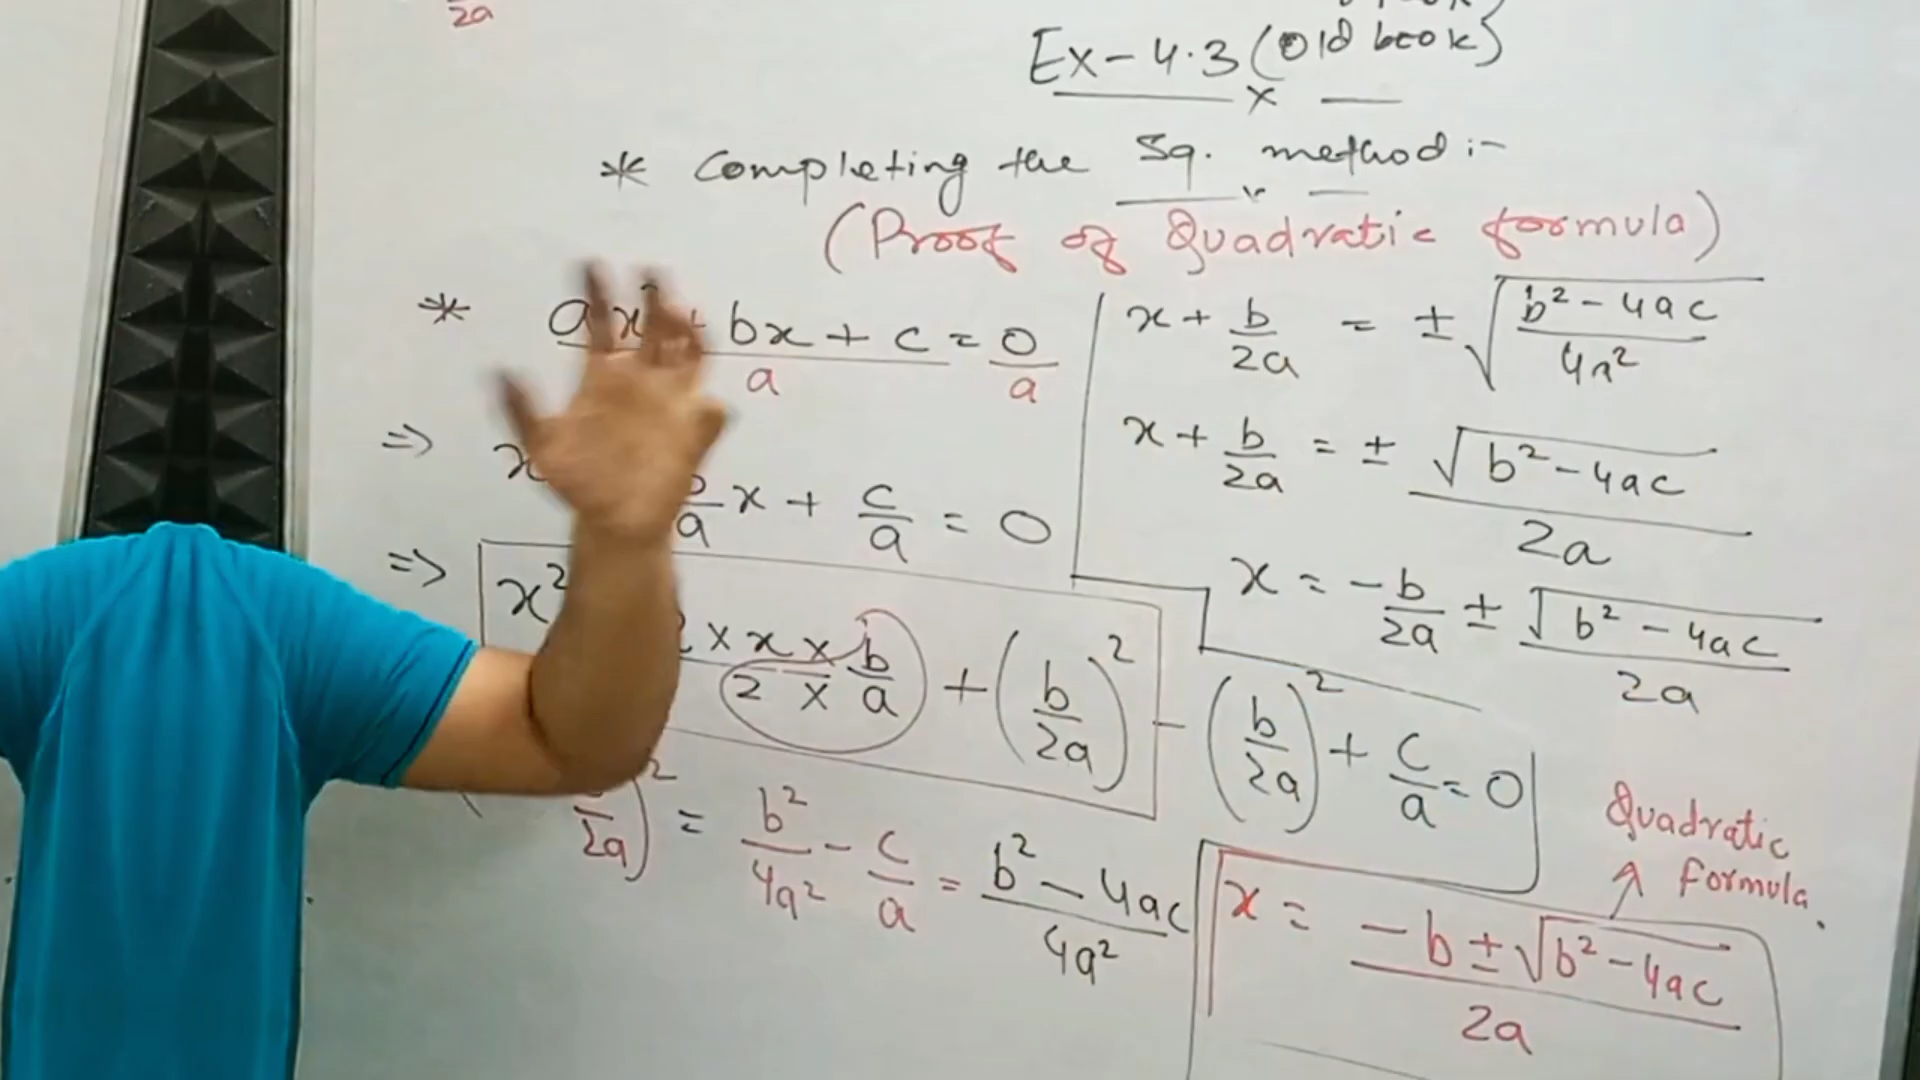 2a
Ex-4.3 (Old book)
* Completing the Sq. method :-
(Proof of Quadratic formula)
* ax² + bx + c = 0
a a
=> x a x + c/a = 0
=> x² 2 × x × b / 2 × a + (b/2a)² - (b/2a)² + c/a = 0
2a)² = b²/4a² - c/a = b² - 4ac / 4a²
x + b/2a = ± √(b² - 4ac / 4a²)
x + b/2a = ± √(b² - 4ac) / 2a
x = -b/2a ± √(b² - 4ac) / 2a
Quadratic
formula.
x = -b ± √(b² - 4ac) / 2a